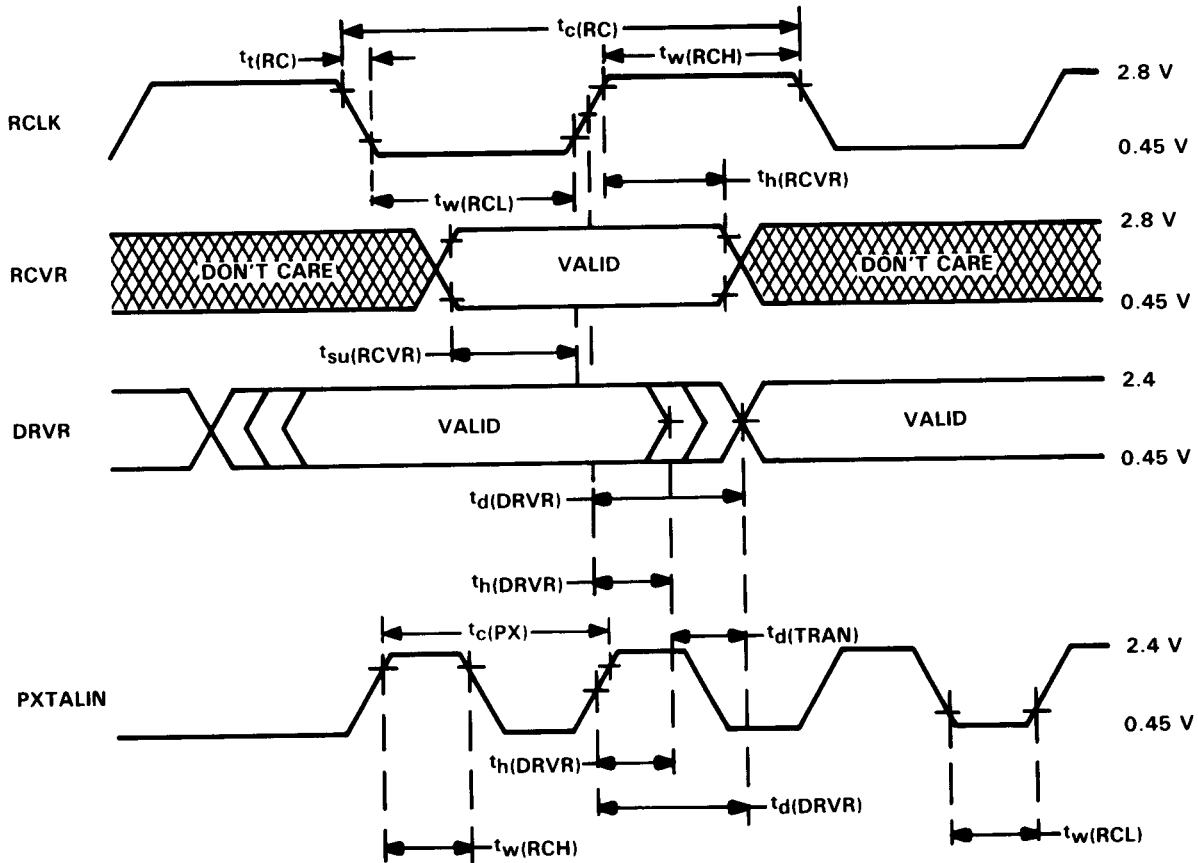 tc(RC)
tt(RC)
tw(RCH)
2.8 V
RCLK
0.45 V
th(RCVR)
tw(RCL)
2.8 V
RCVR
DON'T CARE
VALID
DON'T CARE
0.45 V
tsu(RCVR)
2.4
DRVR
VALID
VALID
0.45 V
td(DRVR)
th(DRVR)
tc(PX)
td(TRAN)
2.4 V
PXTALIN
0.45 V
th(DRVR)
td(DRVR)
tw(RCH)
tw(RCL)